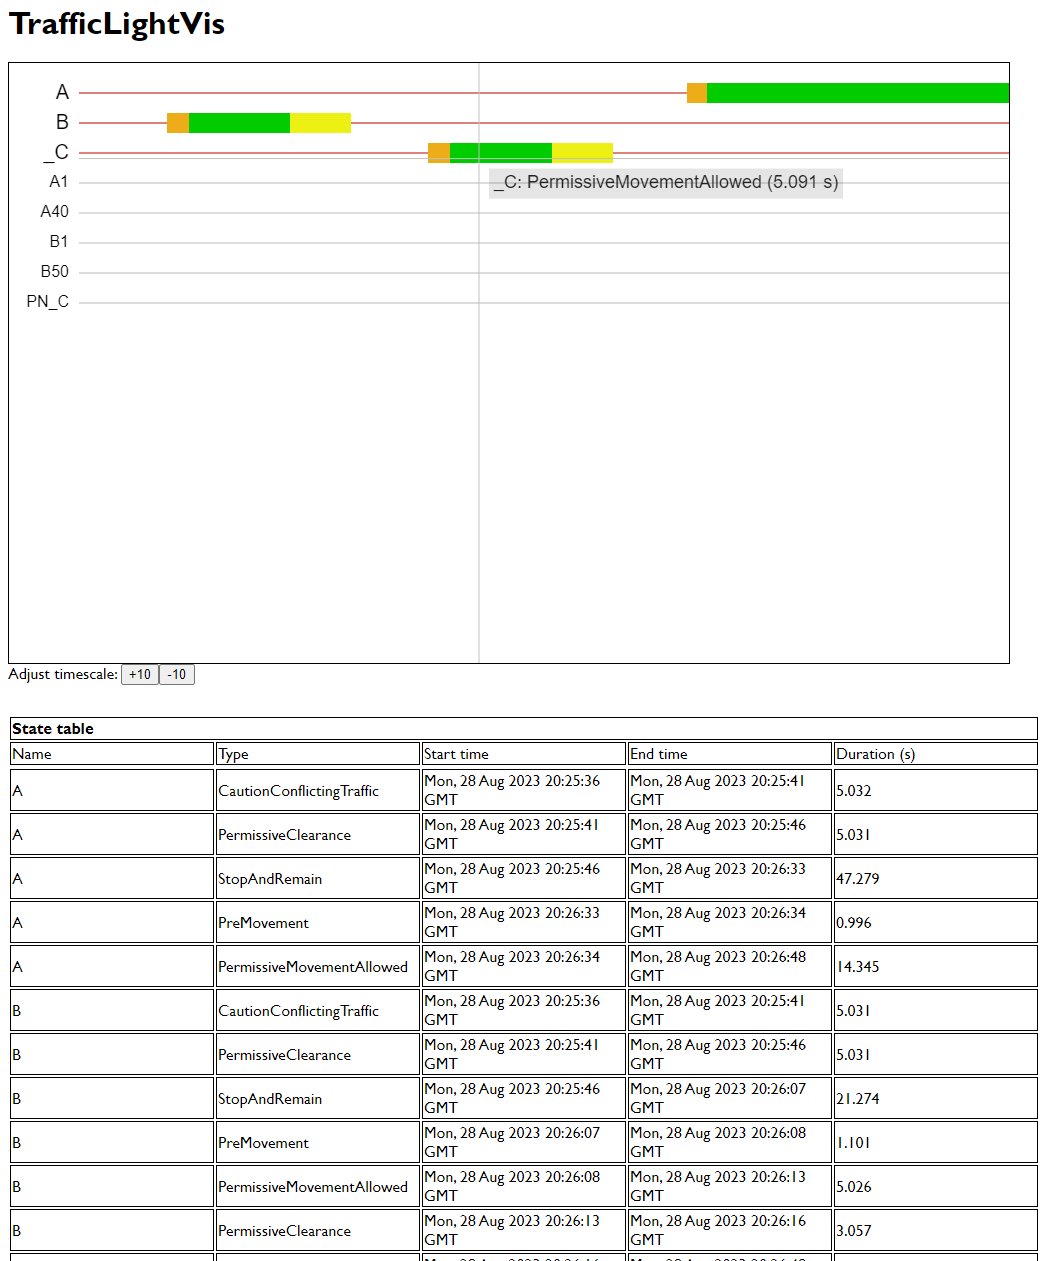 TrafficLightVis
A
B
_C
A1
_C: PermissiveMovementAllowed (5.091 s)
A40
B1
B50
PN_C
Adjust timescale: +10 -10
State table
Name Type Start time End time Duration (s)
A CautionConflictingTraffic Mon, 28 Aug 2023 20:25:36 GMT Mon, 28 Aug 2023 20:25:41 GMT 5.032
A PermissiveClearance Mon, 28 Aug 2023 20:25:41 GMT Mon, 28 Aug 2023 20:25:46 GMT 5.031
A StopAndRemain Mon, 28 Aug 2023 20:25:46 GMT Mon, 28 Aug 2023 20:26:33 GMT 47.279
A PreMovement Mon, 28 Aug 2023 20:26:33 GMT Mon, 28 Aug 2023 20:26:34 GMT 0.996
A PermissiveMovementAllowed Mon, 28 Aug 2023 20:26:34 GMT Mon, 28 Aug 2023 20:26:48 GMT 14.345
B CautionConflictingTraffic Mon, 28 Aug 2023 20:25:36 GMT Mon, 28 Aug 2023 20:25:41 GMT 5.031
B PermissiveClearance Mon, 28 Aug 2023 20:25:41 GMT Mon, 28 Aug 2023 20:25:46 GMT 5.031
B StopAndRemain Mon, 28 Aug 2023 20:25:46 GMT Mon, 28 Aug 2023 20:26:07 GMT 21.274
B PreMovement Mon, 28 Aug 2023 20:26:07 GMT Mon, 28 Aug 2023 20:26:08 GMT 1.101
B PermissiveMovementAllowed Mon, 28 Aug 2023 20:26:08 GMT Mon, 28 Aug 2023 20:26:13 GMT 5.026
B PermissiveClearance Mon, 28 Aug 2023 20:26:13 GMT Mon, 28 Aug 2023 20:26:16 GMT 3.057